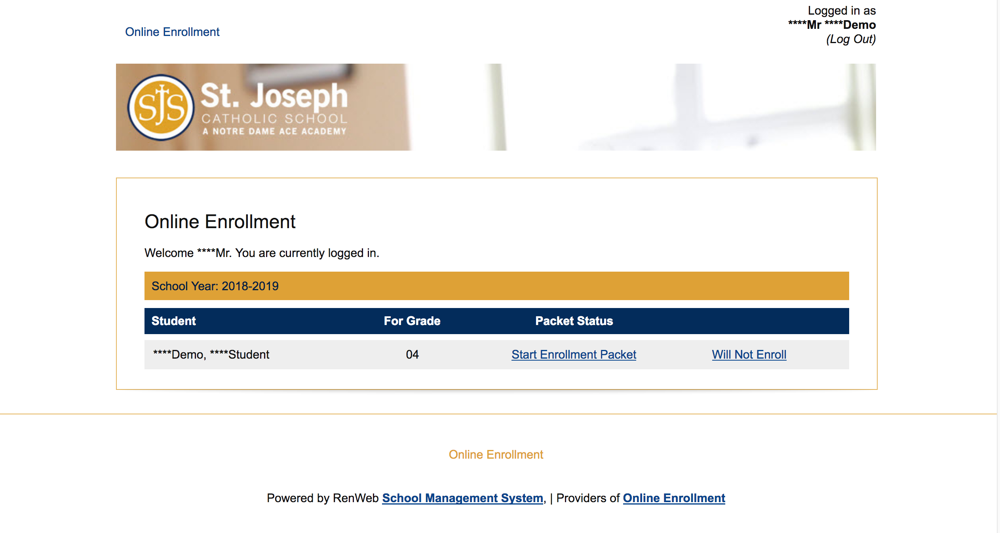 Logged in as
****Mr ****Demo
(Log Out)
Online Enrollment
SJS
St. Joseph
CATHOLIC SCHOOL
A NOTRE DAME ACE ACADEMY
Online Enrollment
Welcome ****Mr. You are currently logged in.
School Year: 2018-2019
Student For Grade Packet Status
****Demo, ****Student 04 Start Enrollment Packet Will Not Enroll
Online Enrollment
Powered by RenWeb School Management System, | Providers of Online Enrollment